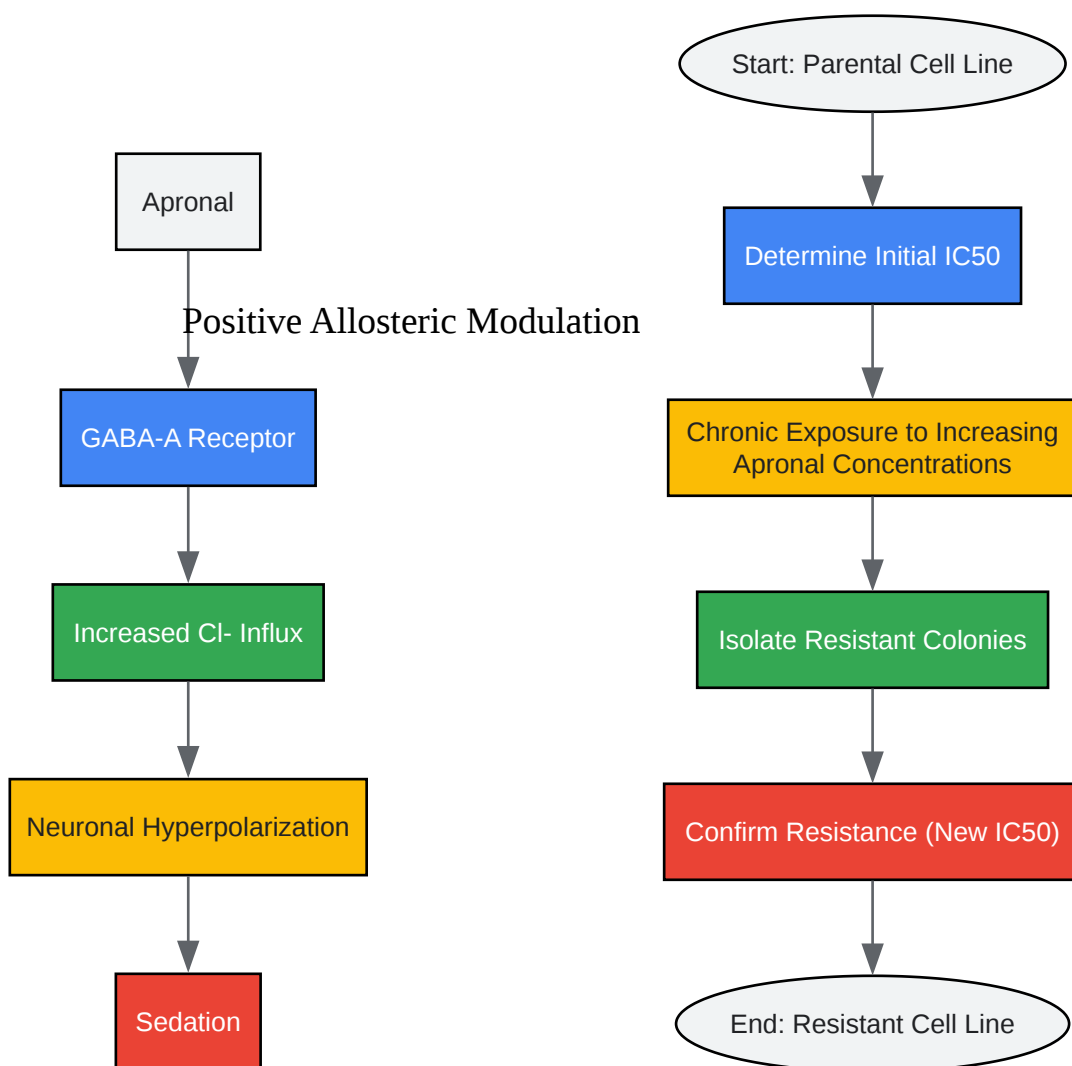 Apronal
Positive Allosteric Modulation
GABA-A Receptor
Increased Cl- Influx
Neuronal Hyperpolarization
Sedation
Start: Parental Cell Line
Determine Initial IC50
Chronic Exposure to Increasing
Apronal Concentrations
Isolate Resistant Colonies
Confirm Resistance (New IC50)
End: Resistant Cell Line